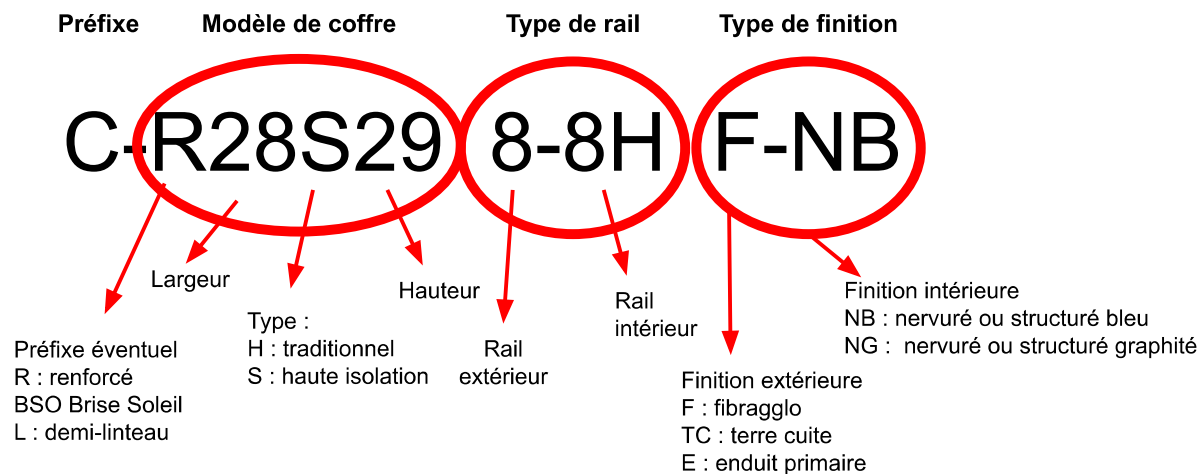 Préfixe Modèle de coffre Type de rail Type de finition
C-R28S29 8-8H F-NB
Largeur
Hauteur
Préfixe éventuel
R : renforcé
BSO Brise Soleil
L : demi-linteau
Type :
H : traditionnel
S : haute isolation
Rail
extérieur
Rail
intérieur
Finition extérieure
F : fibragglo
TC : terre cuite
E : enduit primaire
Finition intérieure
NB : nervuré ou structuré bleu
NG : nervuré ou structuré graphité